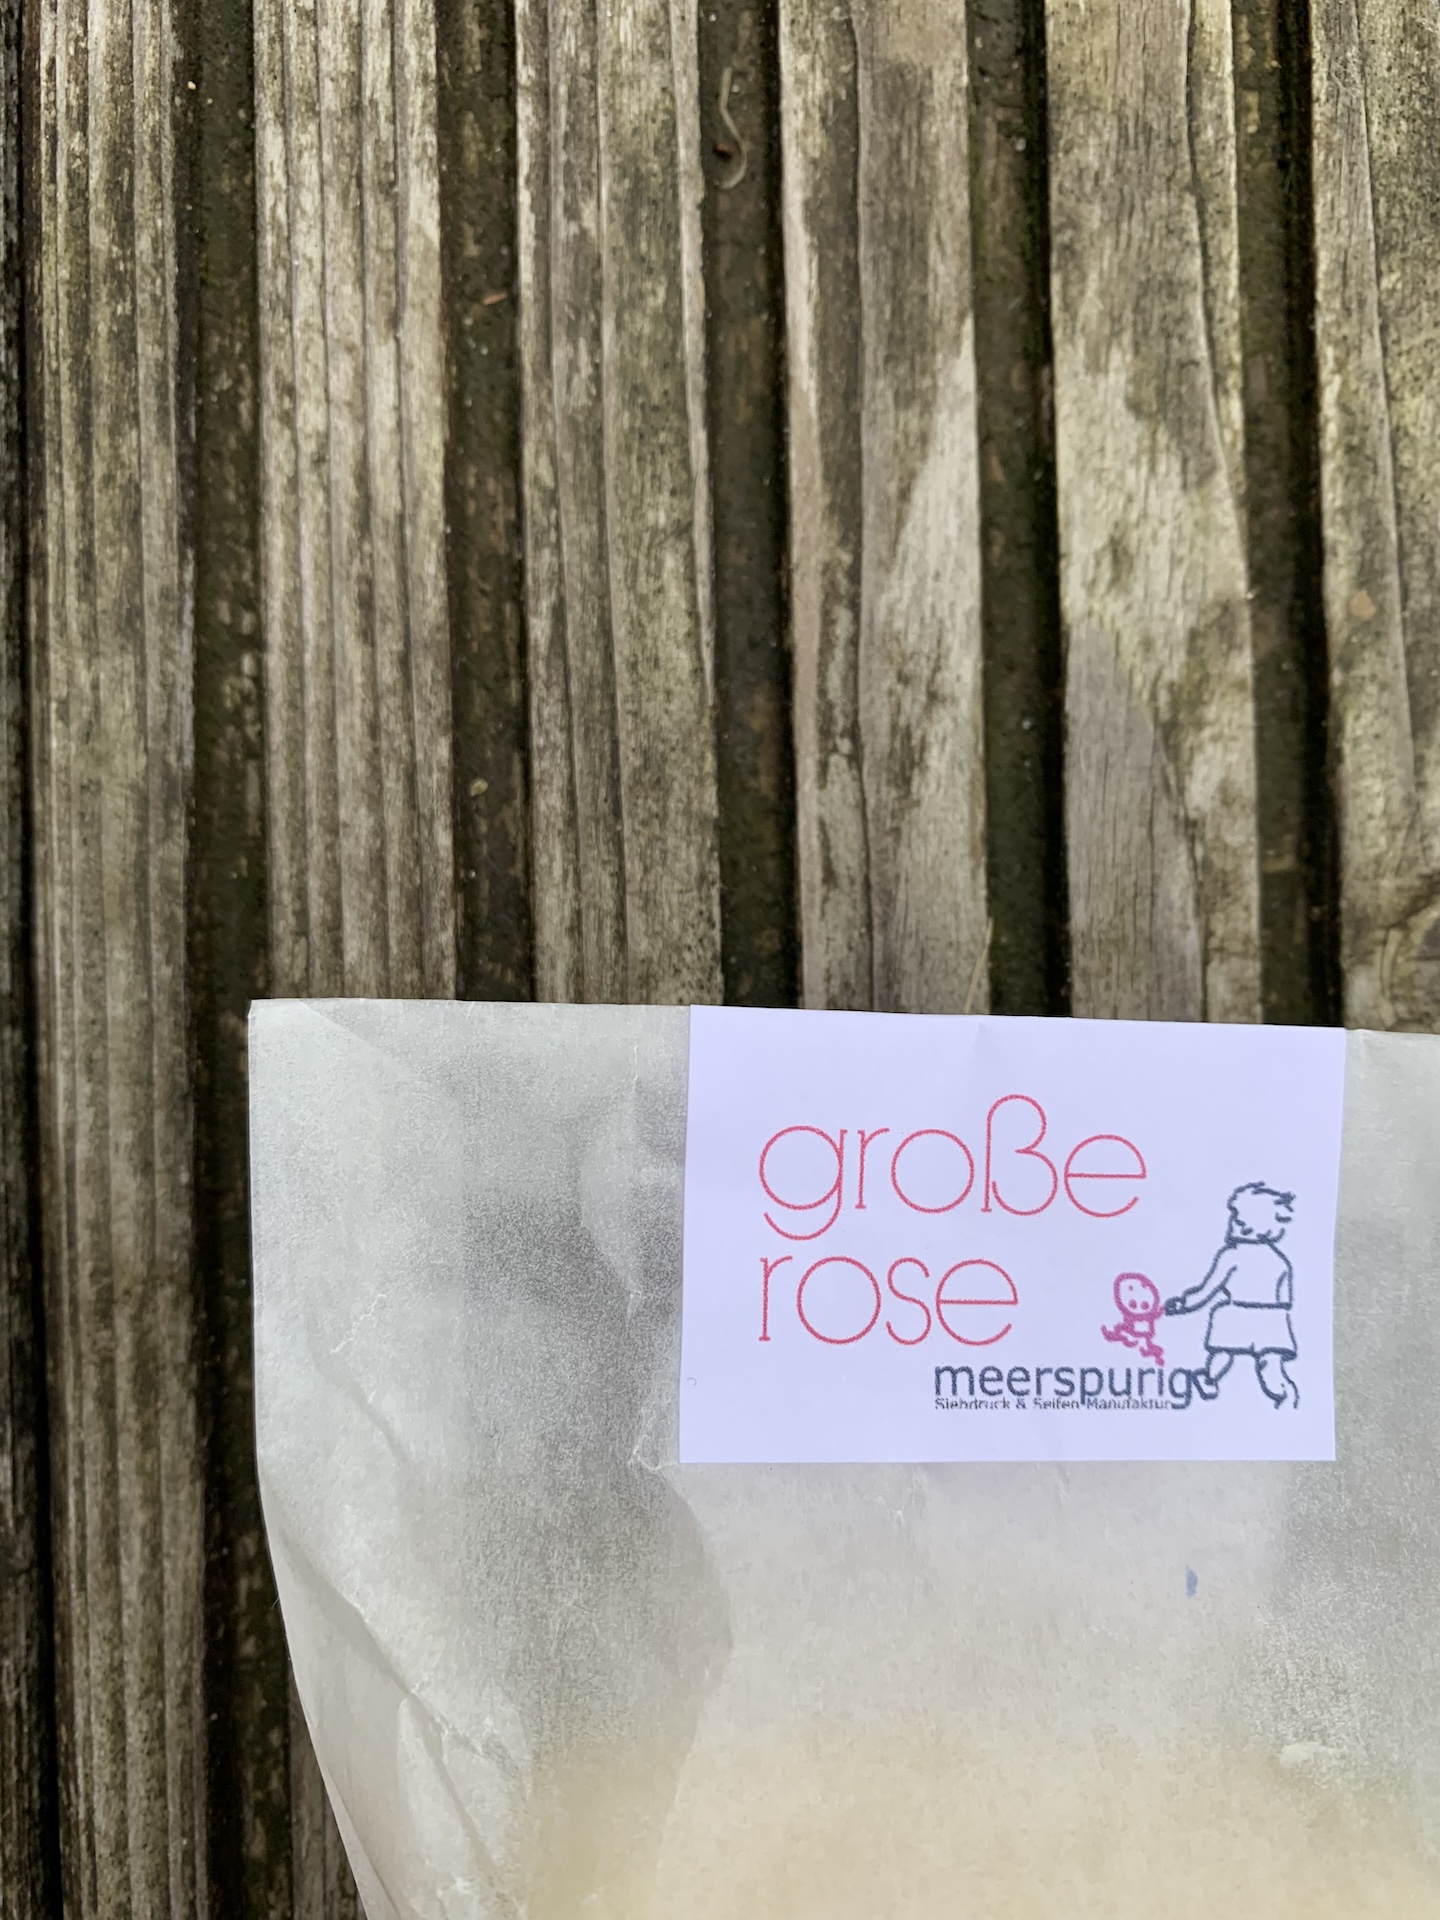 große
rose
meerspurig
Siebdruck & Seifen Manufaktur